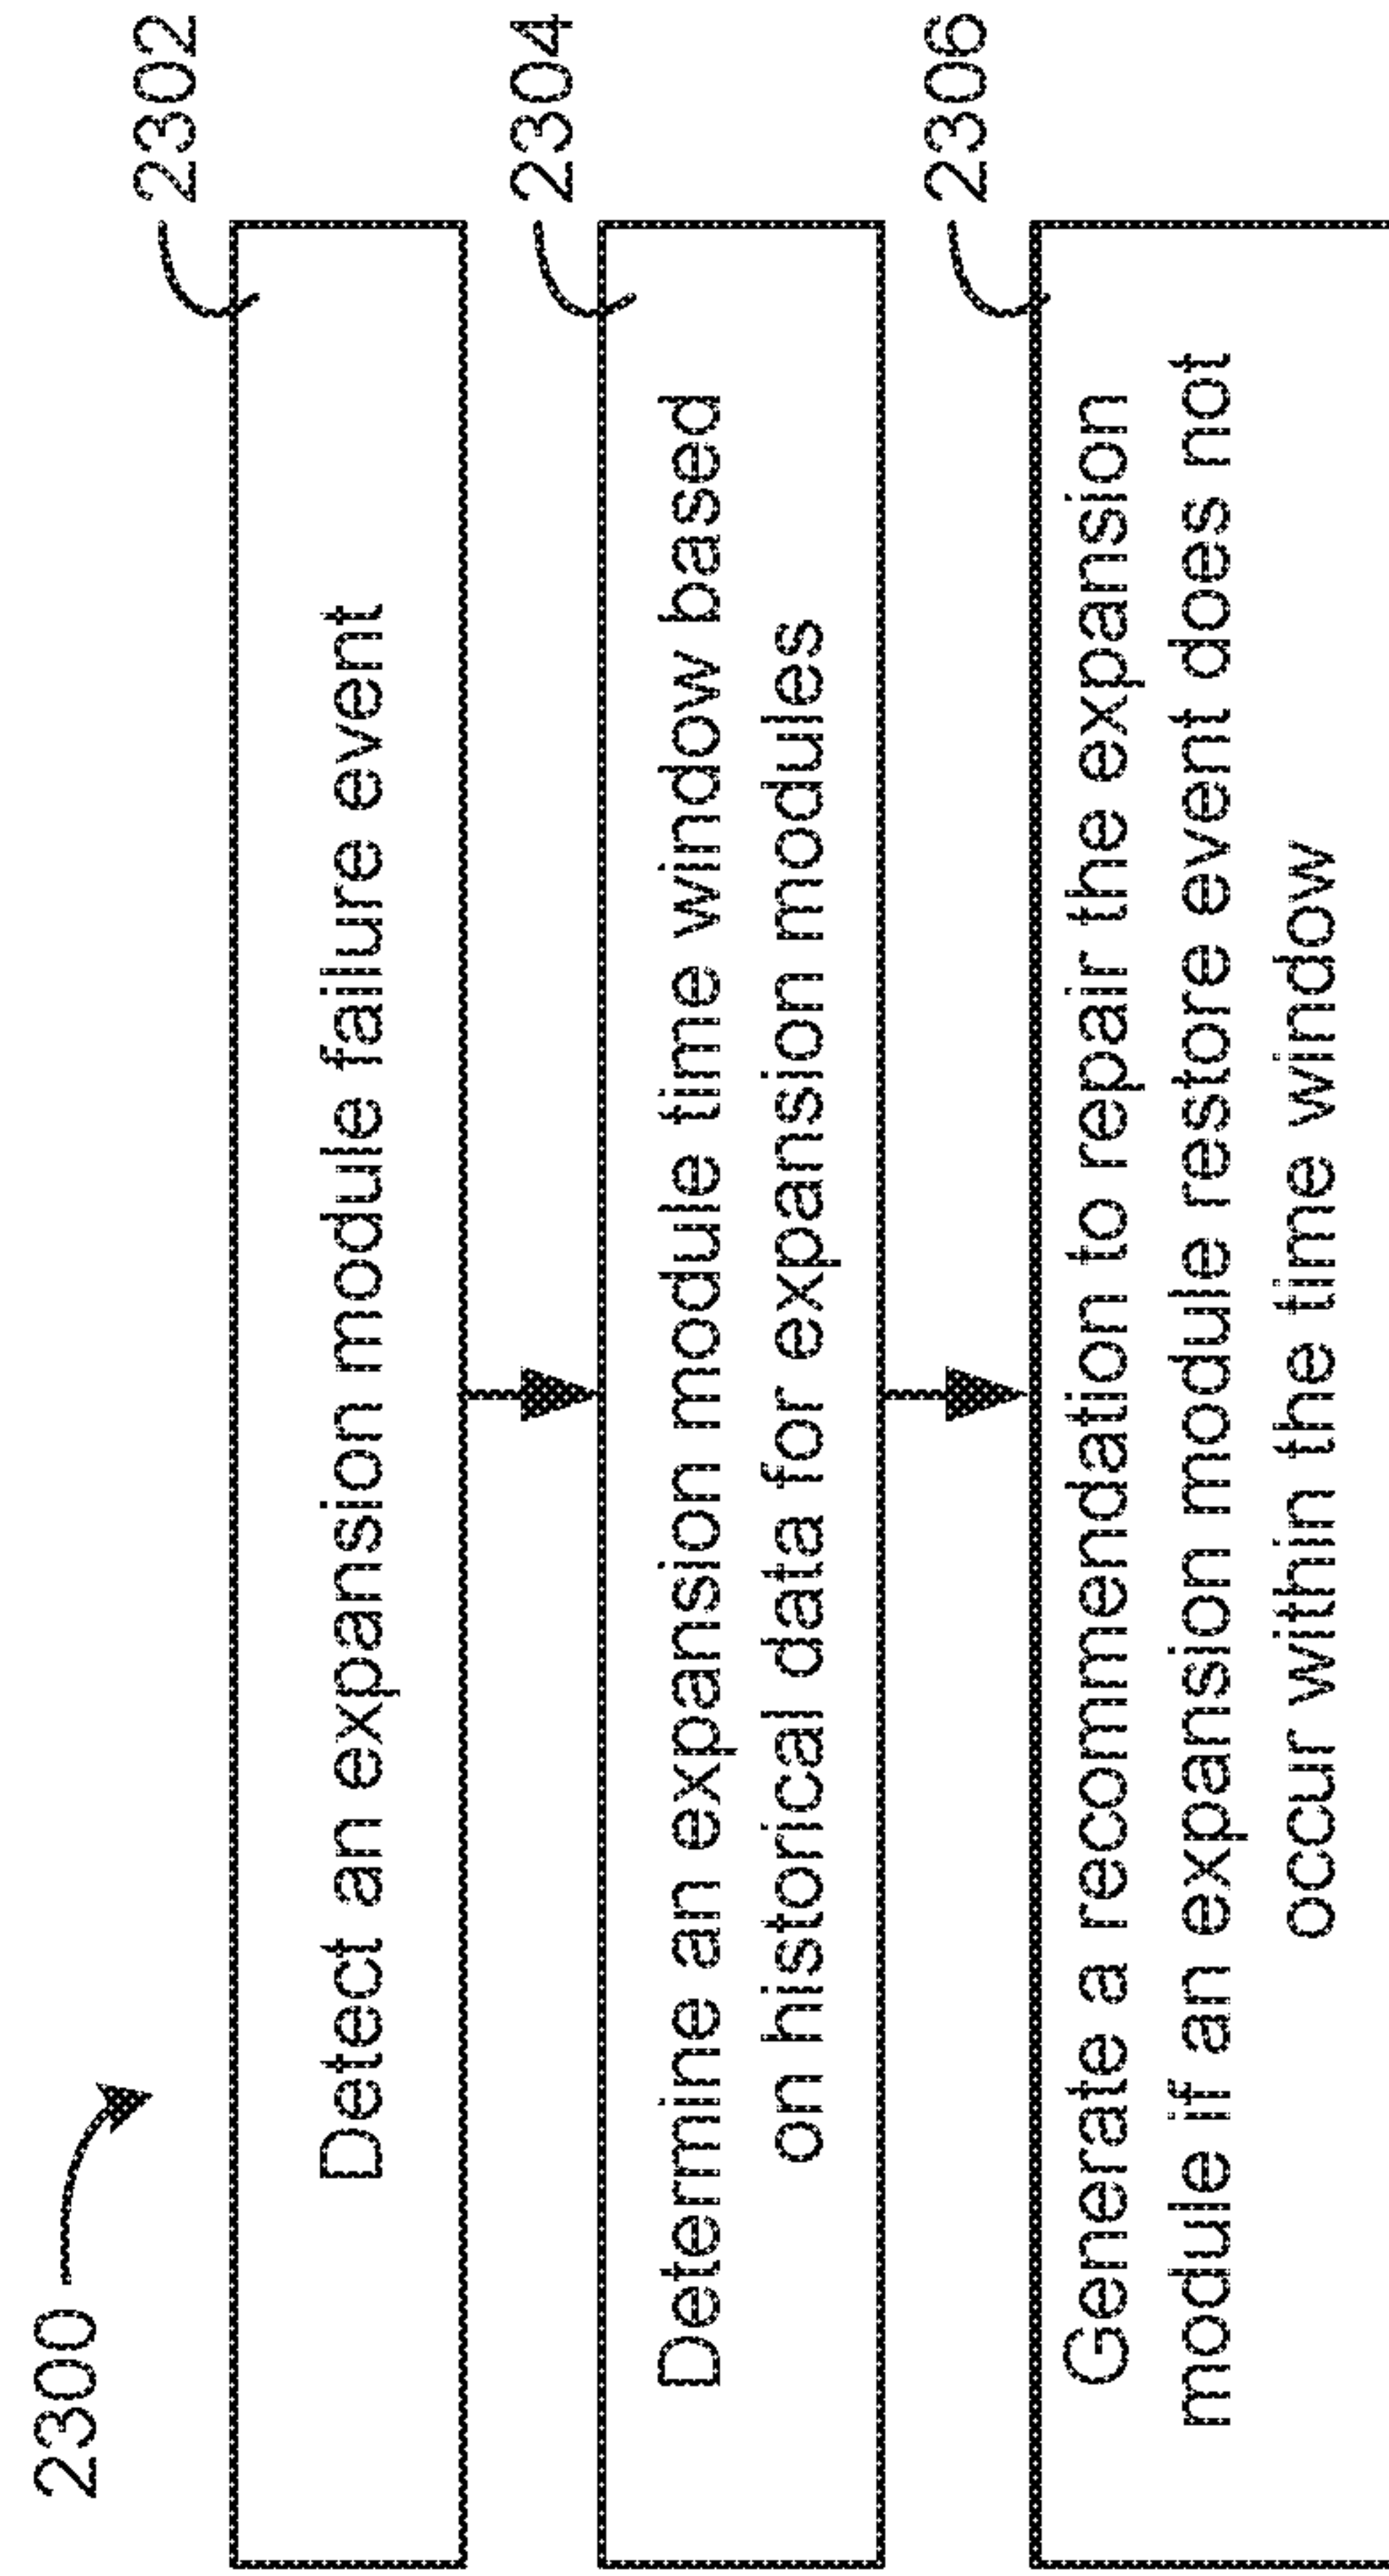 2300
2302
Detect an expansion module failure event
2304
Determine an expansion module time window based
on historical data for expansion modules
2306
Generate a recommendation to repair the expansion
module if an expansion module restore event does not
occur within the time window